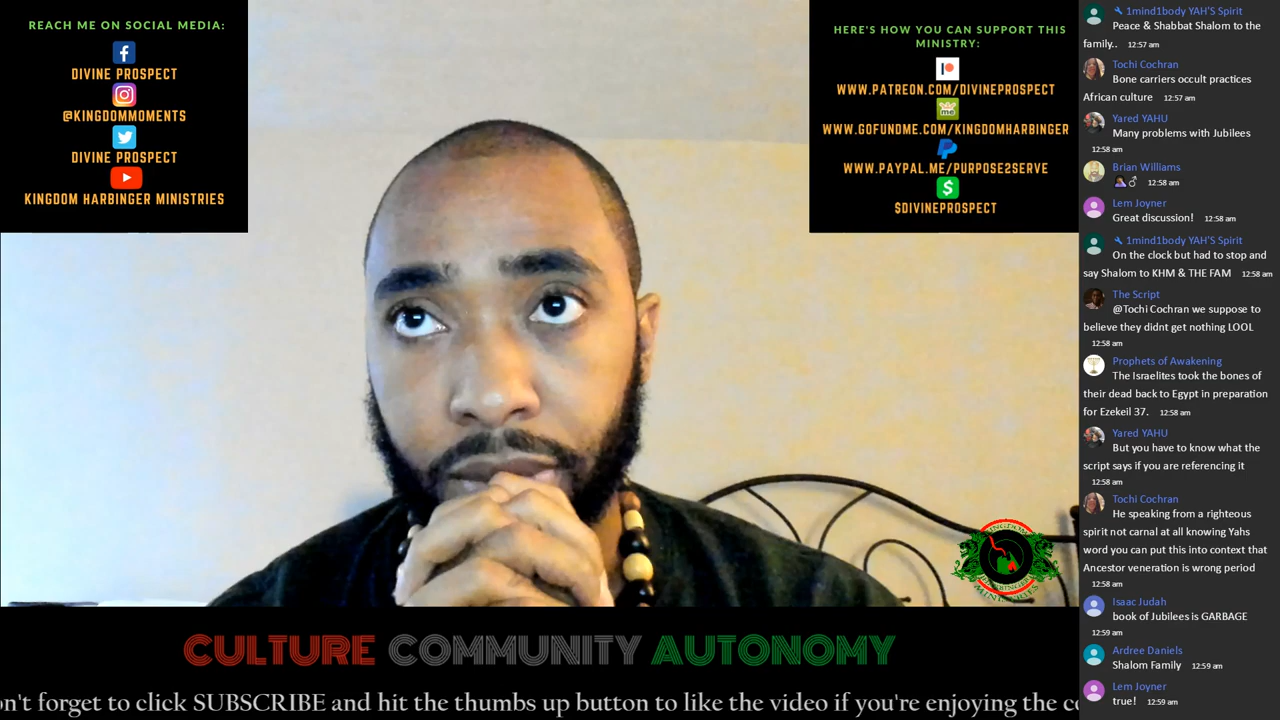 REACH ME ON SOCIAL MEDIA:
DIVINE PROSPECT
@KINGDOMMOMENTS
DIVINE PROSPECT
KINGDOM HARBINGER MINISTRIES
HERE'S HOW YOU CAN SUPPORT THIS
MINISTRY:
WWW.PATREON.COM/DIVINEPROSPECT
me
WWW.GOFUNDME.COM/KINGDOMHARBINGER
WWW.PAYPAL.ME/PURPOSE2SERVE
$DIVINEPROSPECT
1mind1body YAH'S Spirit
Peace & Shabbat Shalom to the
family.. 12:57 am
Tochi Cochran
Bone carriers occult practices
African culture 12:57 am
Yared YAHU
Many problems with Jubilees
12:58 am
Brian Williams
12:58 am
Lem Joyner
Great discussion! 12:58 am
1mind1body YAH'S Spirit
On the clock but had to stop and
say Shalom to KHM & THE FAM 12:58 am
The Script
@Tochi Cochran we suppose to
believe they didnt get nothing LOOL
12:58 am
Prophets of Awakening
The Israelites took the bones of
their dead back to Egypt in preparation
for Ezekeil 37. 12:58 am
Yared YAHU
But you have to know what the
script says if you are referencing it
12:58 am
Tochi Cochran
He speaking from a righteous
spirit not carnal at all knowing Yahs
word you can put this into context that
Ancestor veneration is wrong period
12:58 am
Isaac Judah
book of Jubilees is GARBAGE
12:59 am
Ardree Daniels
Shalom Family 12:59 am
Lem Joyner
true! 12:59 am
KINGDOM
HARBINGER
MINISTRIES
CULTURE COMMUNITY AUTONOMY
on't forget to click SUBSCRIBE and hit the thumbs up button to like the video if you're enjoying the